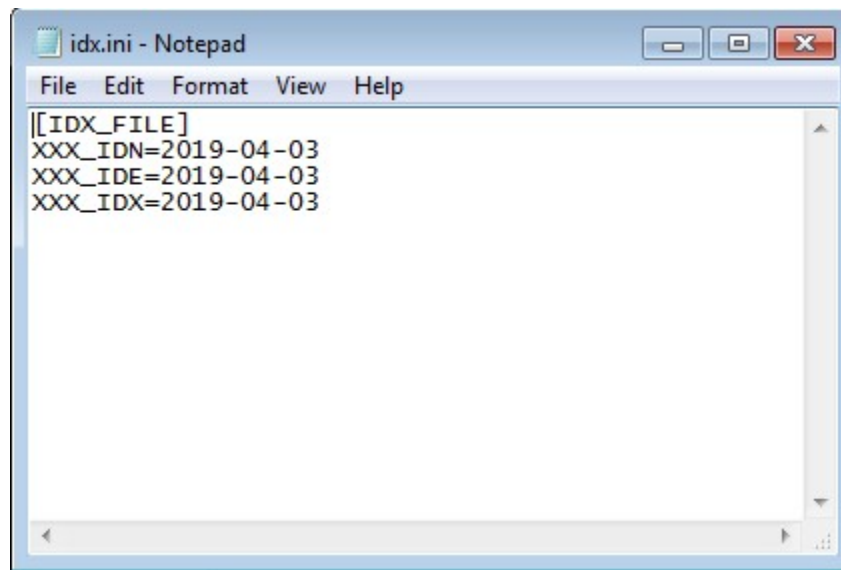 idx.ini - Notepad
File Edit Format View Help
[IDX_FILE]
XXX_IDN=2019-04-03
XXX_IDE=2019-04-03
XXX_IDX=2019-04-03